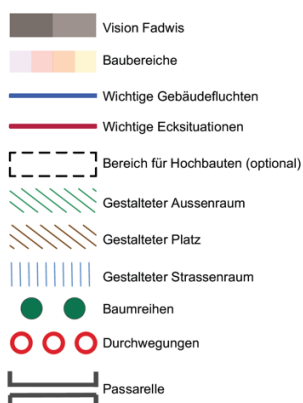 Vision Fadwis
Baubereiche
Wichtige Gebäudefluchten
Wichtige Ecksituationen
Bereich für Hochbauten (optional)
Gestalteter Aussenraum
Gestalteter Platz
Gestalteter Strassenraum
Baumreihen
Durchwegungen
Passarelle